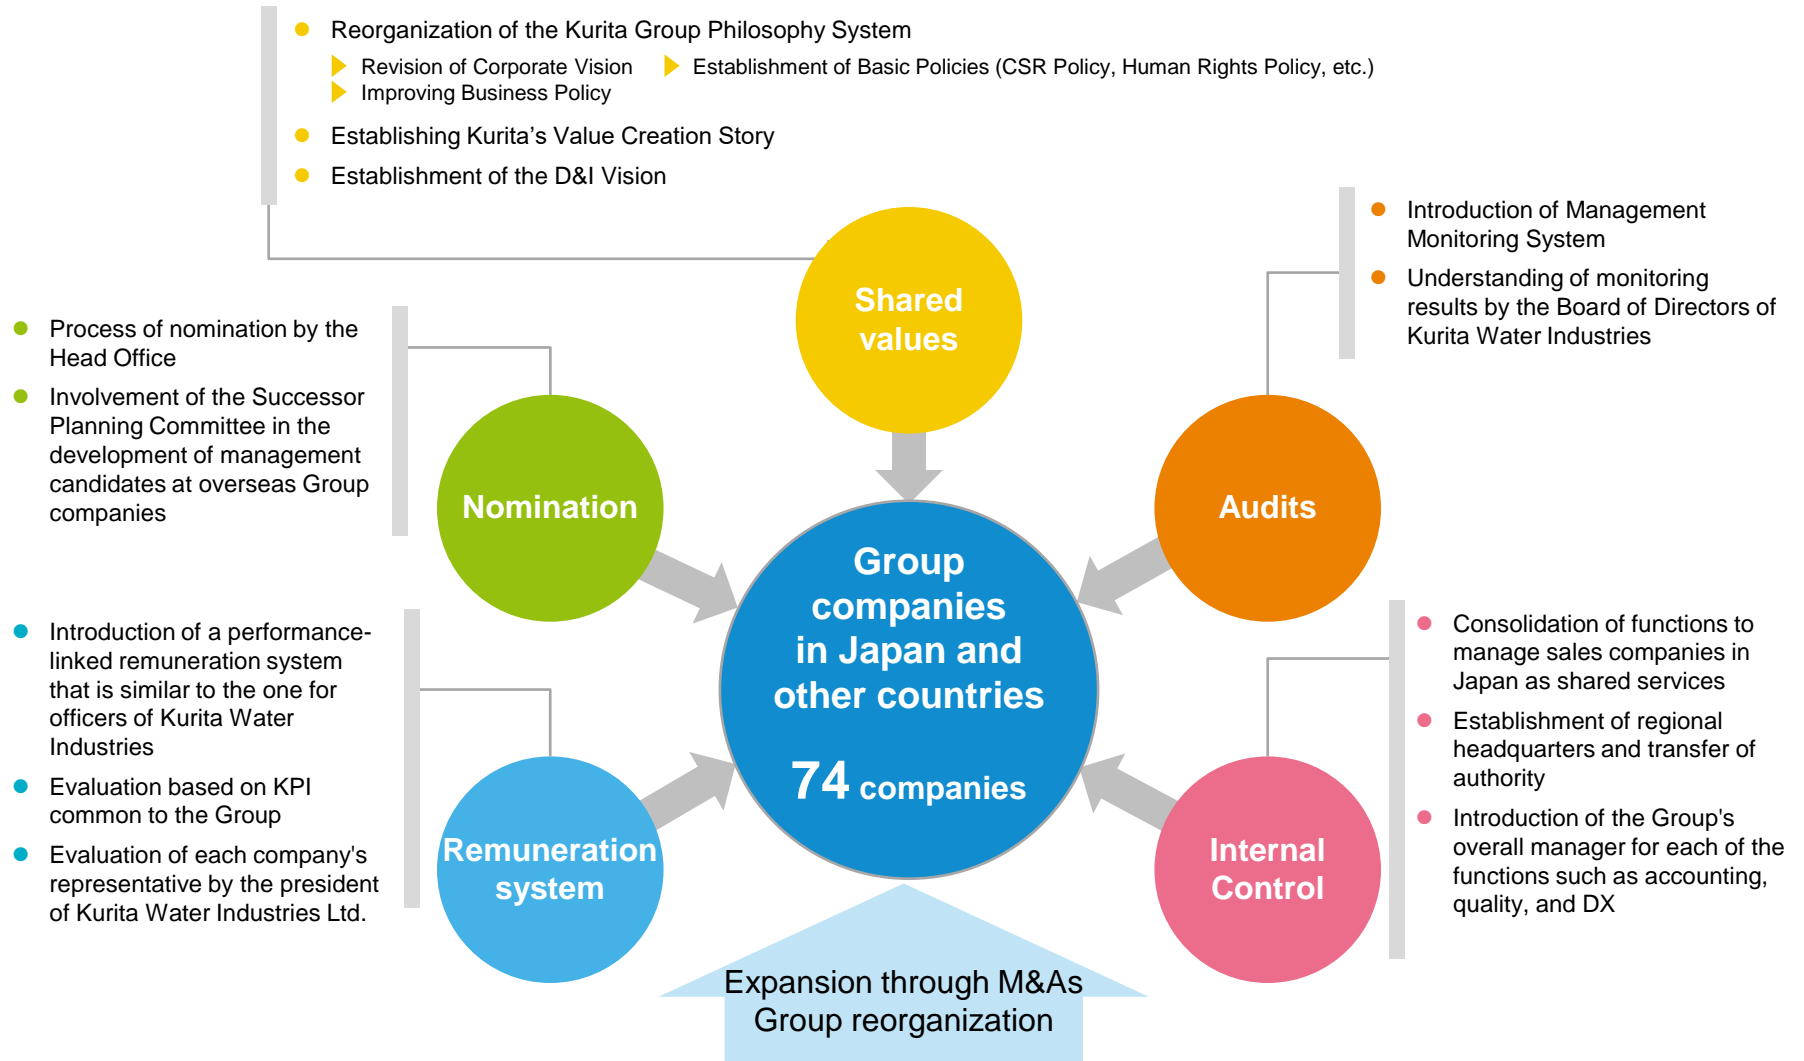 Reorganization of the Kurita Group Philosophy System
Revision of Corporate Vision
Establishment of Basic Policies (CSR Policy, Human Rights Policy, etc.)
Improving Business Policy
Establishing Kurita’s Value Creation Story
Establishment of the D&I Vision
Shared
values
Introduction of Management
Monitoring System
Understanding of monitoring
results by the Board of Directors of
Kurita Water Industries
Process of nomination by the
Head Office
Involvement of the Successor
Planning Committee in the
development of management
candidates at overseas Group
companies
Nomination
Audits
Group
companies
in Japan and
other countries
74 companies
Introduction of a performance-
linked remuneration system
that is similar to the one for
officers of Kurita Water
Industries
Evaluation based on KPI
common to the Group
Evaluation of each company's
representative by the president
of Kurita Water Industries Ltd.
Remuneration
system
Internal
Control
Consolidation of functions to
manage sales companies in
Japan as shared services
Establishment of regional
headquarters and transfer of
authority
Introduction of the Group's
overall manager for each of the
functions such as accounting,
quality, and DX
Expansion through M&As
Group reorganization